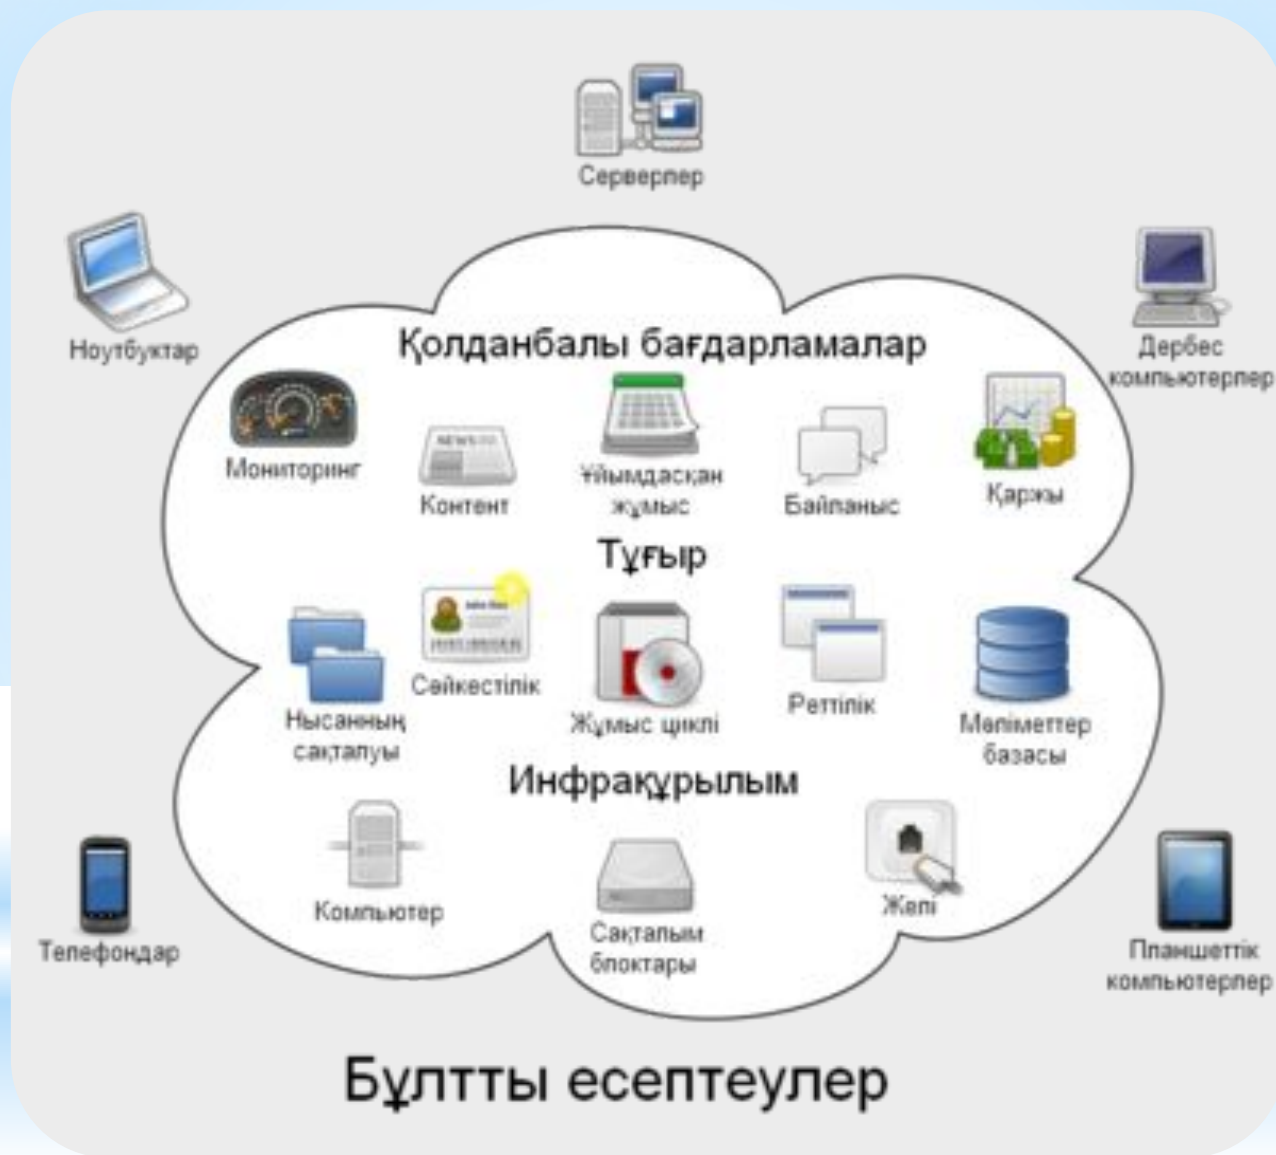 Серверлер
Ноутбуктар
Дербес
компьютерлер
Қолданбалы бағдарламалар
Мониторинг
NEWS
Контент
Ұйымдасқан
жұмыс
Байланыс
Қаржы
Тұғыр
Нысанның
сақталуы
Сәйкестілік
Жұмыс циклі
Реттілік
Мәліметтер
базасы
Инфрақұрылым
Компьютер
Сақталым
блоктары
Желі
Телефондар
Планшеттік
компьютерлер
Бұлтты есептеулер